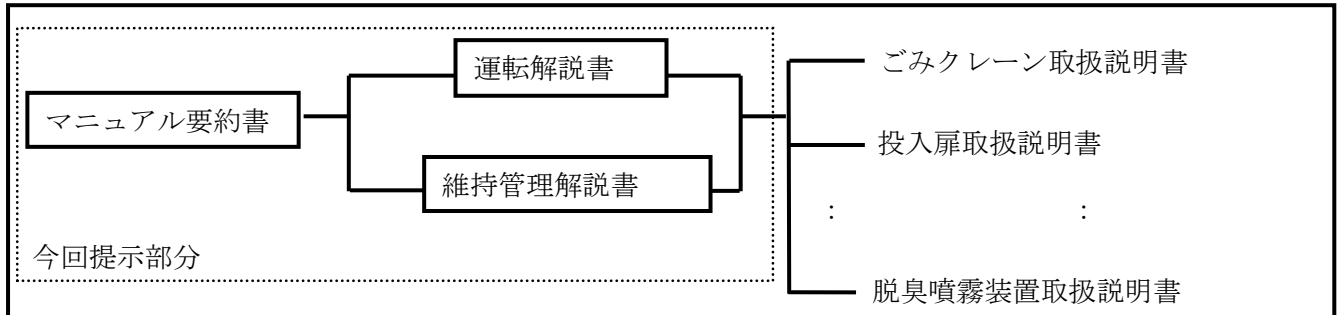 運転解説書
ごみクレーン取扱説明書
マニュアル要約書
投入扉取扱説明書
維持管理解説書
:　:
今回提示部分
脱臭噴霧装置取扱説明書